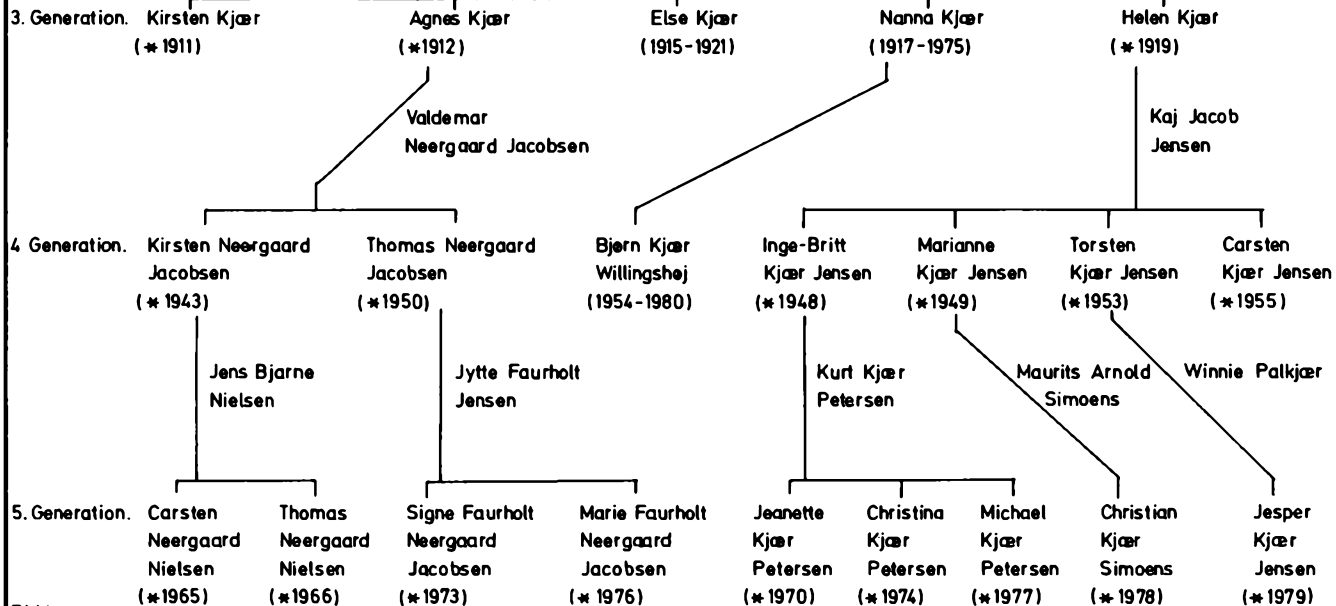 3. Generation. Kirsten Kjær Agnes Kjær Else Kjær Nanna Kjær Helen Kjær
(*1911) (*1912) (1915-1921) (1917-1975) (*1919)
Valdemar Kaj Jacob
Neergaard Jacobsen Jensen
4 Generation. Kirsten Neergaard Thomas Neergaard Bjørn Kjær Inge-Britt Marianne Torsten Carsten
Jacobsen Jacobsen Willingshøj Kjær Jensen Kjær Jensen Kjær Jensen Kjær Jensen
(*1943) (*1950) (1954-1980) (*1948) (*1949) (*1953) (*1955)
Jens Bjarne Jytte Faurholt Kurt Kjær Maurits Arnold Winnie Palkjær
Nielsen Jensen Petersen Simoens
5. Generation. Carsten Thomas Signe Faurholt Marie Faurholt Jeanette Christina Michael Christian Jesper
Neergaard Neergaard Neergaard Neergaard Kjær Kjær Kjær Kjær Kjær
Nielsen Nielsen Jacobsen Jacobsen Petersen Petersen Petersen Simoens Jensen
(*1965) (*1966) (*1973) (*1976) (*1970) (*1974) (*1977) (*1978) (*1979)